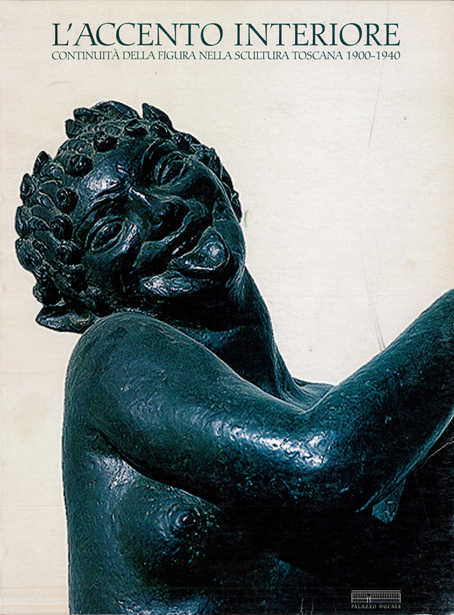 L'ACCENTO INTERIORE
CONTINUITÀ DELLA FIGURA NELLA SCULTURA TOSCANA 1900-1940
PALAZZO DUCALE